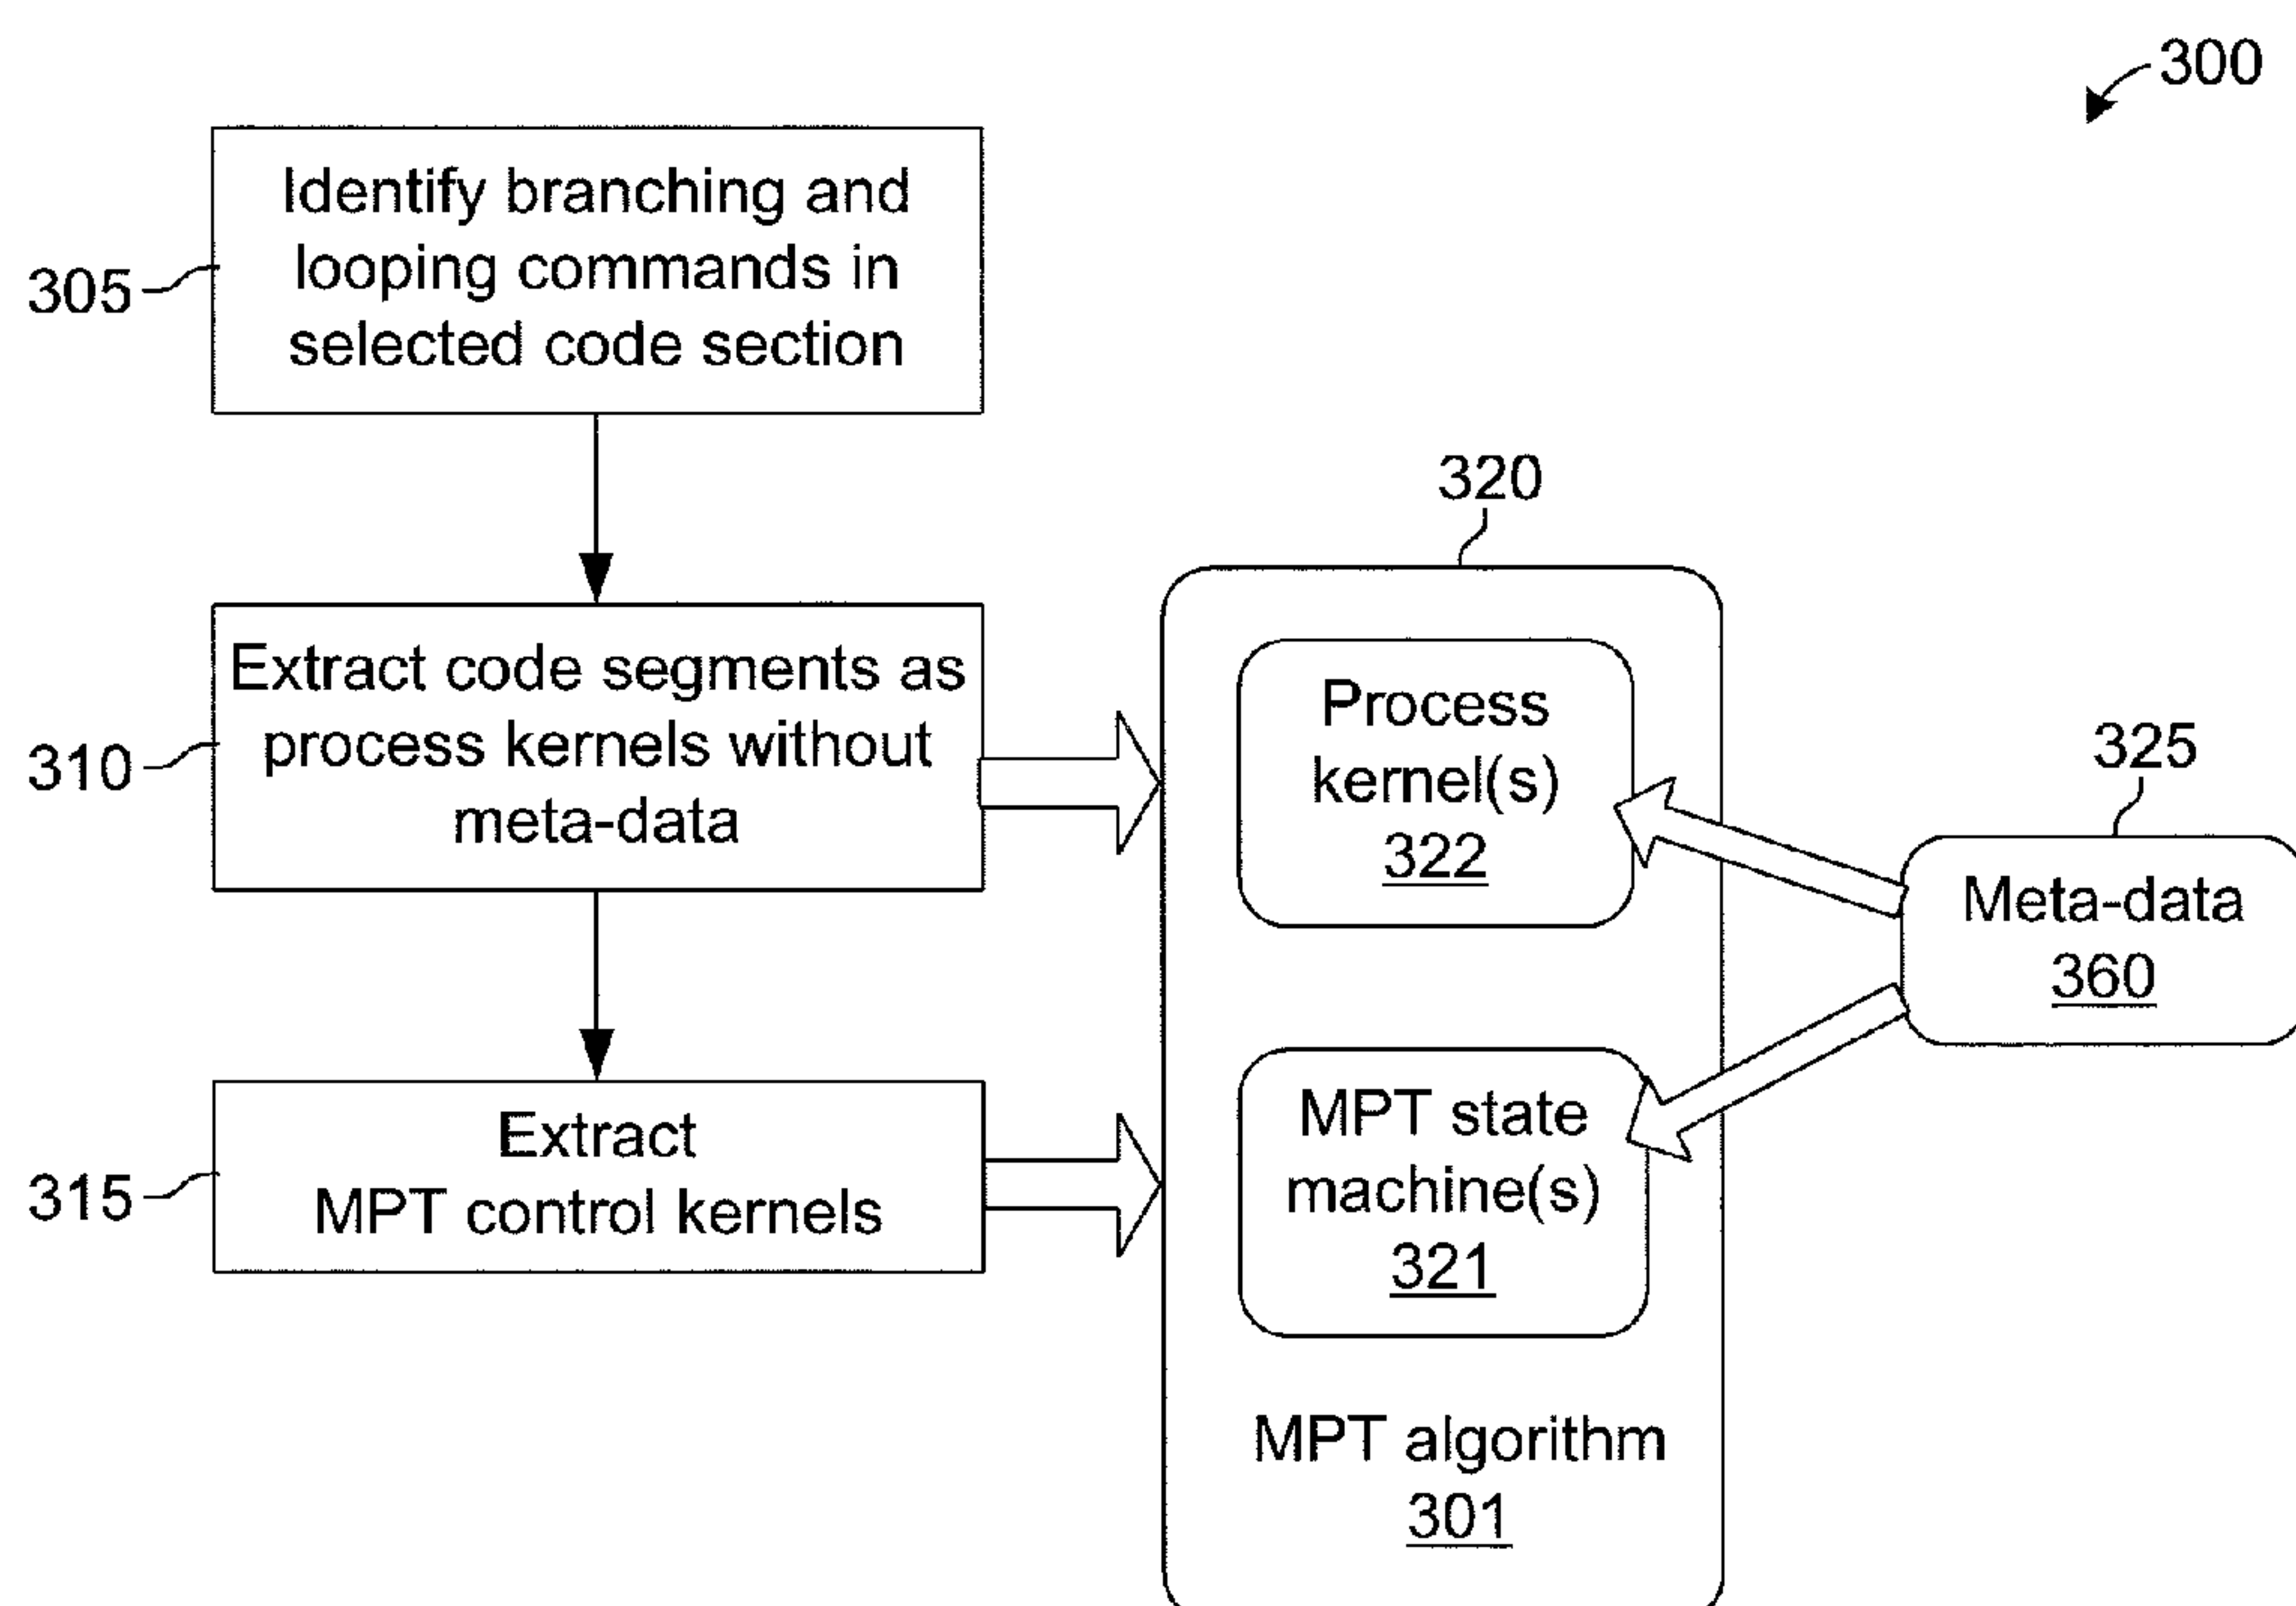 300
Identify branching and
looping commands in
selected code section
305
Extract code segments as
process kernels without
meta-data
310
Extract
MPT control kernels
315
320
Process
kernel(s)
322
MPT state
machine(s)
321
MPT algorithm
301
325
Meta-data
360